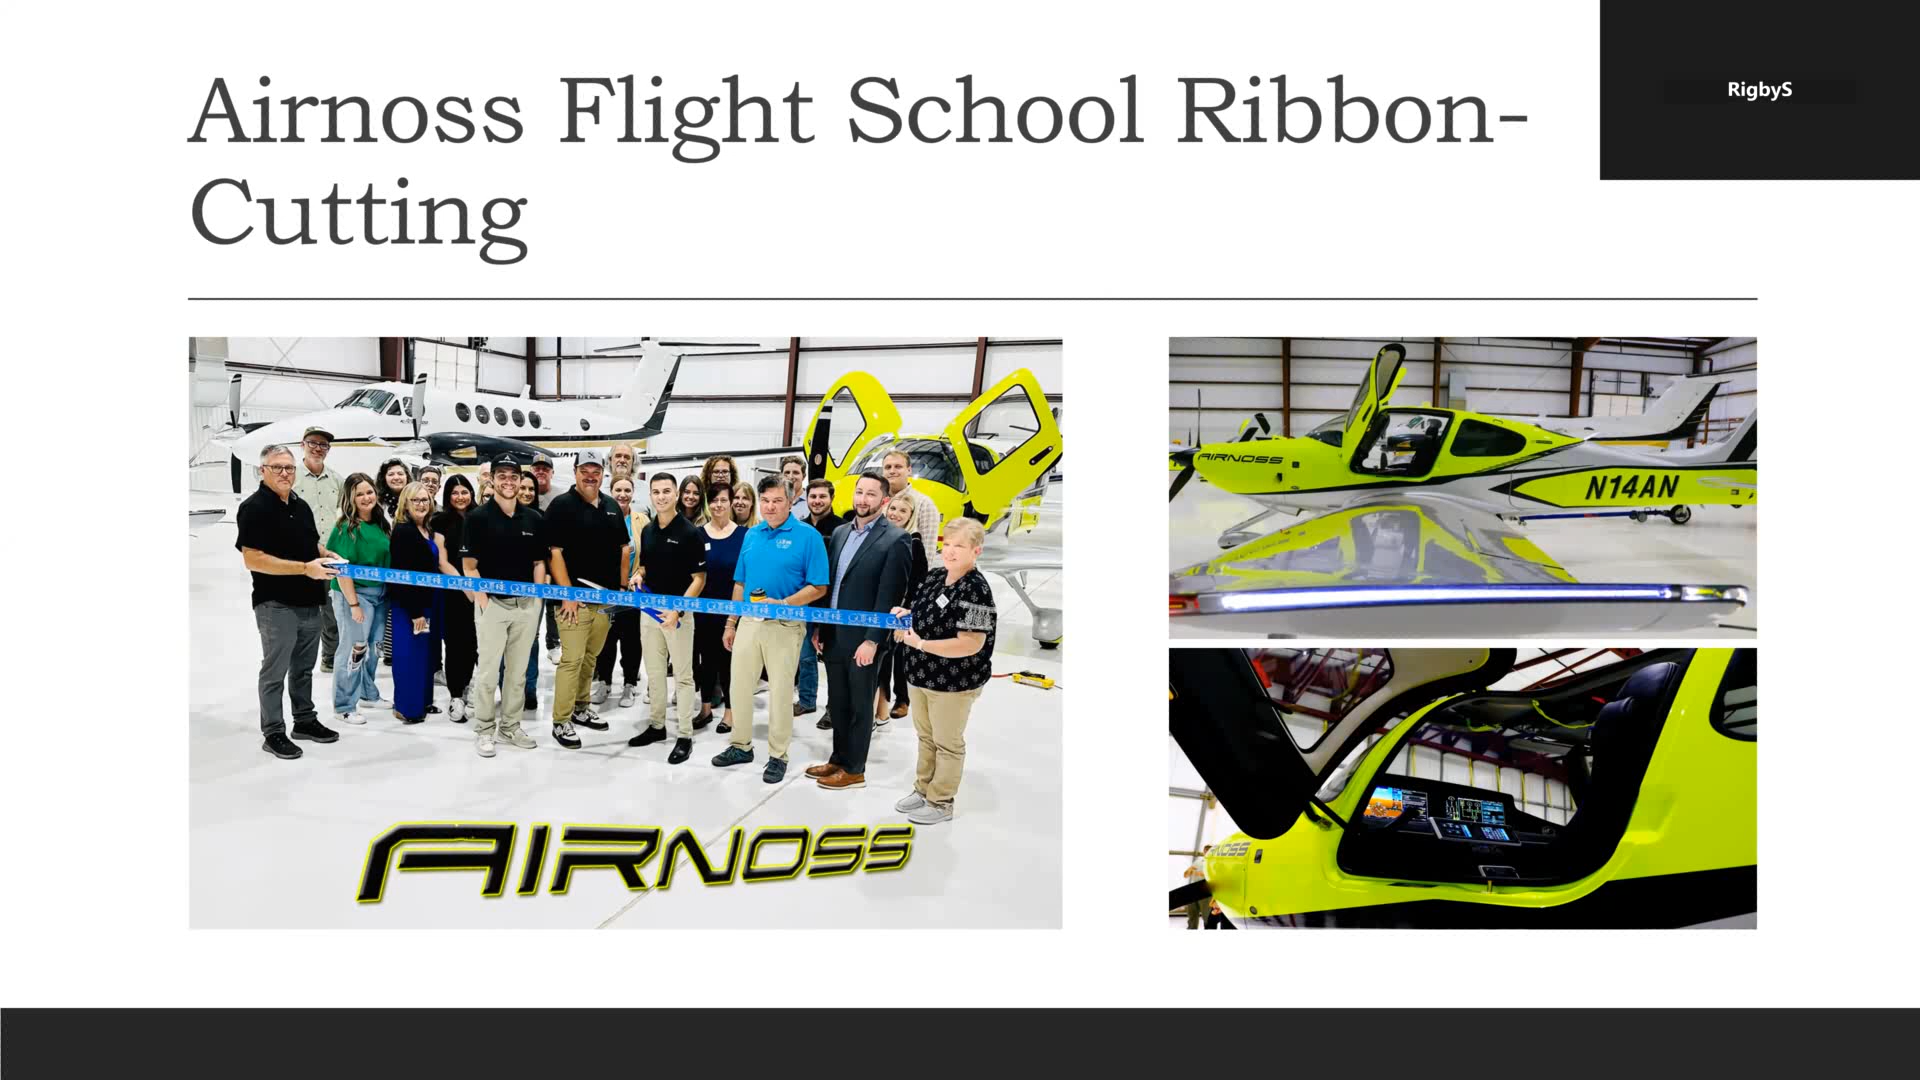 Airnoss Flight School Ribbon-
Cutting
RigbyS
AIRNOSS
N14AN
AIRNOSS